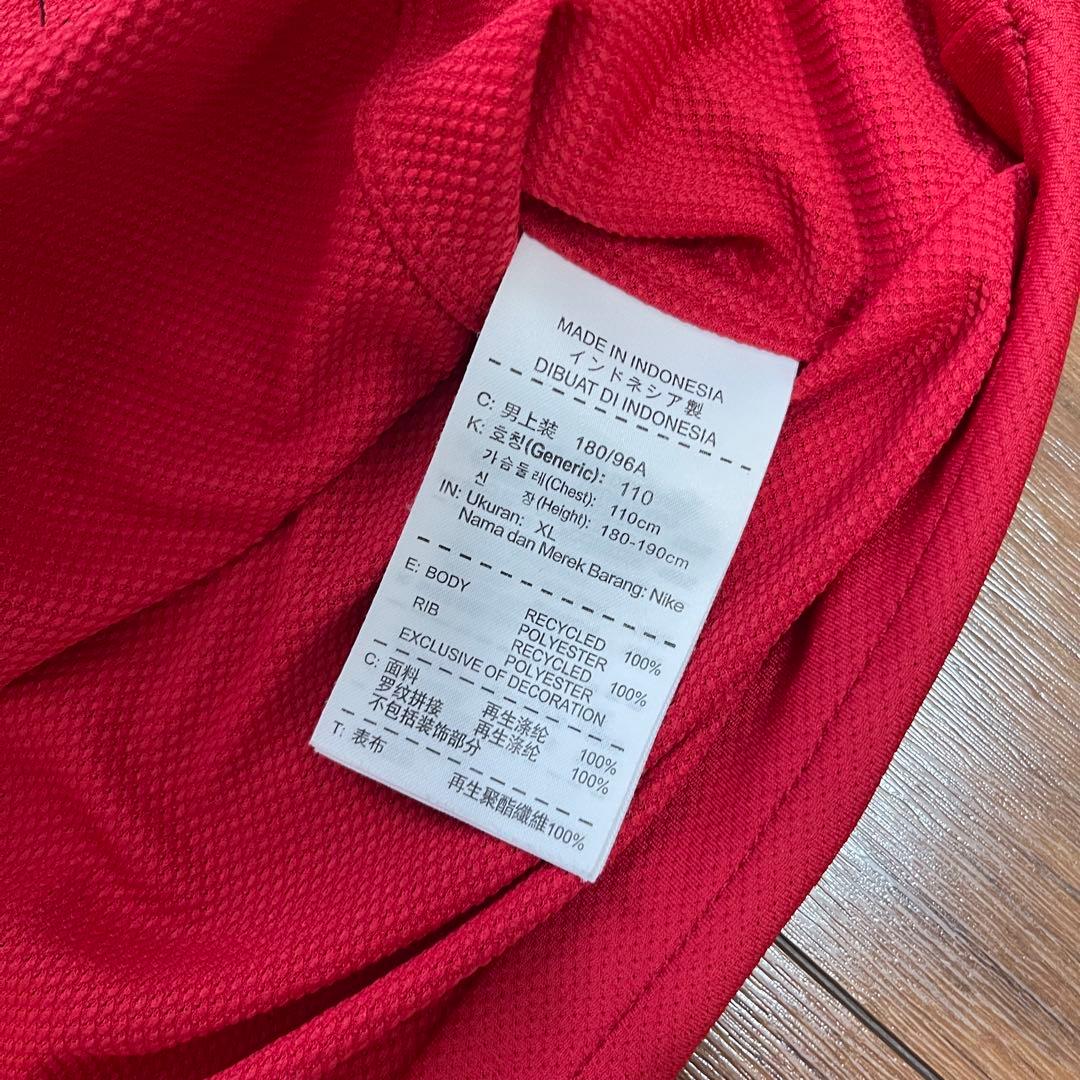 MADE IN INDONESIA
インドネシア製
DIBUAT DI INDONESIA
C: 男上装 180/96A
K: 호칭(Generic): 110
가슴둘레(Chest): 110cm
신 장(Height): 180-190cm
IN: Ukuran: XL
Nama dan Merek Barang: Nike
E: BODY RECYCLED
POLYESTER 100%
RIB RECYCLED
POLYESTER 100%
EXCLUSIVE OF DECORATION
C: 面料 再生涤纶 100%
罗纹拼接 再生涤纶 100%
不包括装饰部分
T: 表布 再生聚酯纖維100%